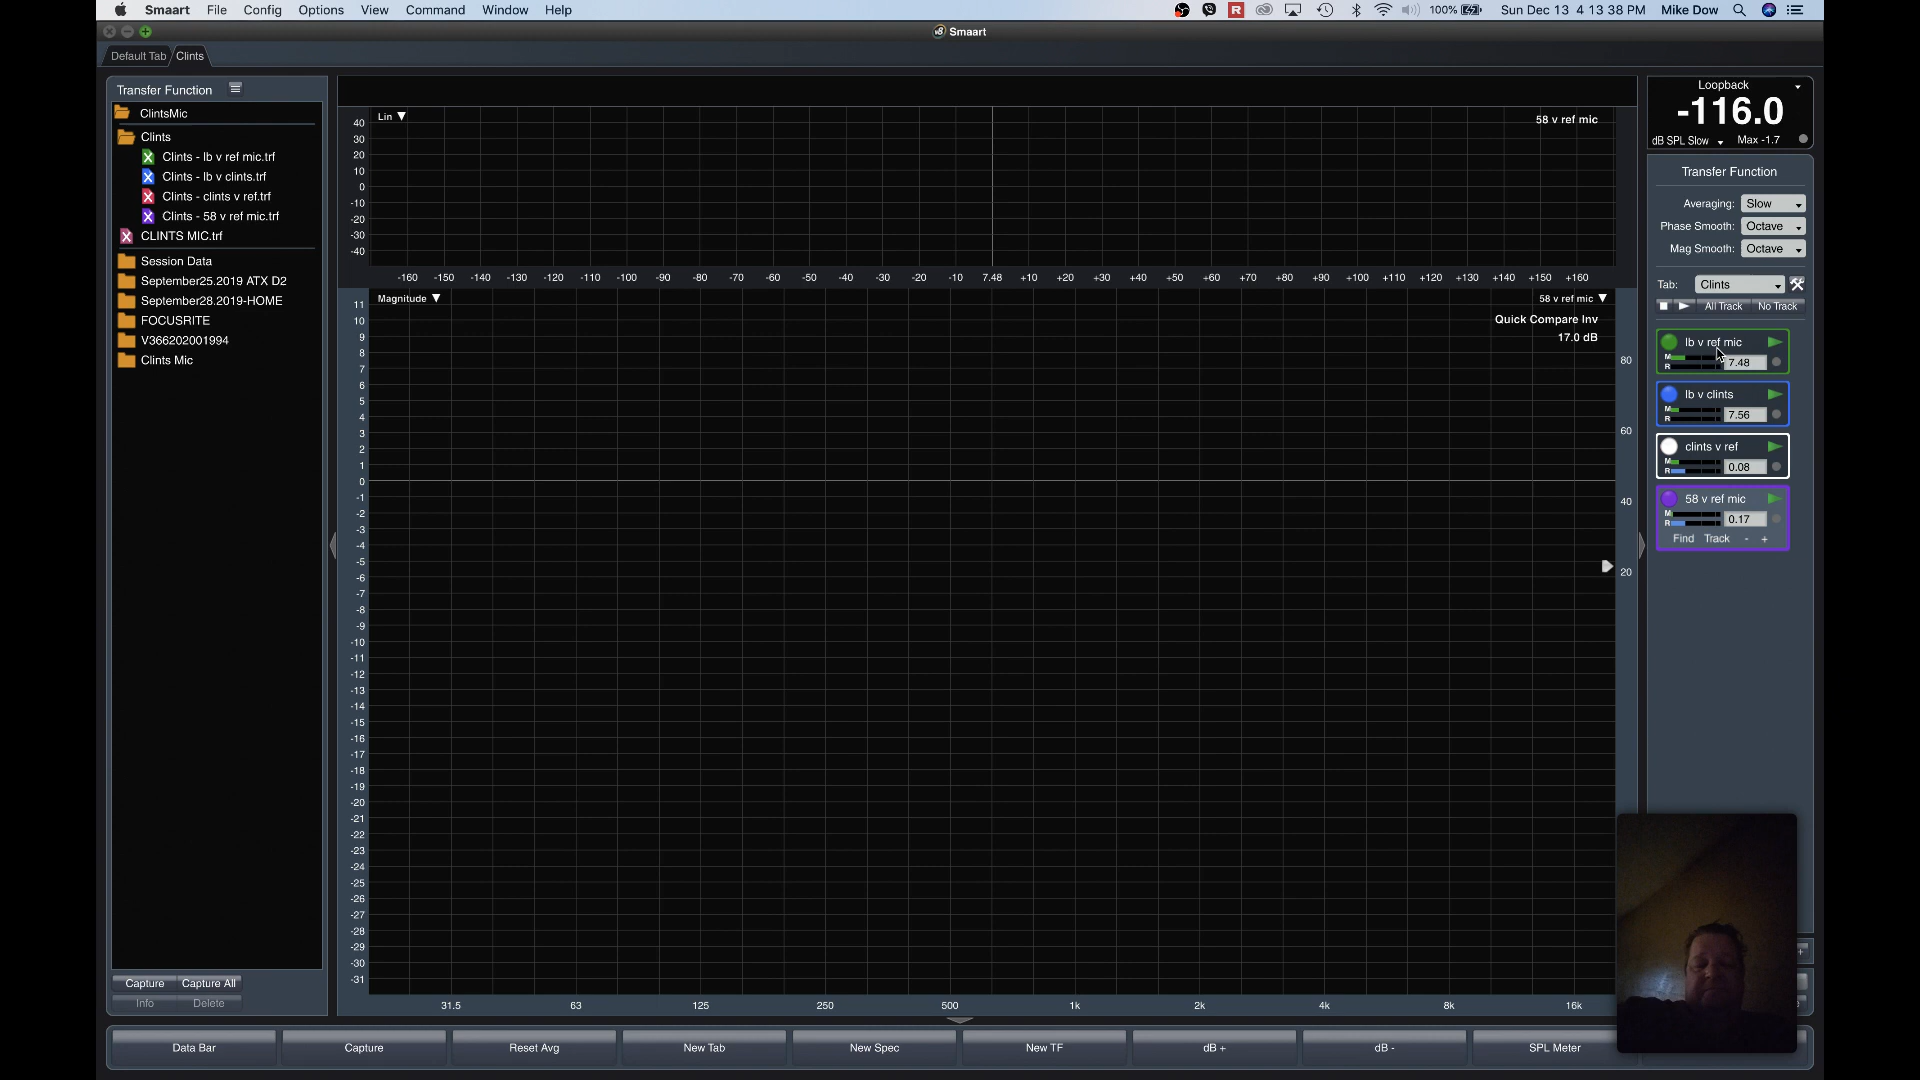 Smaart File Config Options View Command Window Help 100% Sun Dec 13 4 13 38 PM Mike Dow
v8 Smaart
Default Tab Clints
Transfer Function
ClintsMic
Clints
Clints - lb v ref mic.trf
Clints - lb v clints.trf
Clints - clints v ref.trf
Clints - 58 v ref mic.trf
CLINTS MIC.trf
Session Data
September25.2019 ATX D2
September28.2019-HOME
FOCUSRITE
V366202001994
Clints Mic
Capture Capture All
Info Delete
Lin
58 v ref mic
40
30
20
10
0
-10
-20
-30
-40
-160 -150 -140 -130 -120 -110 -100 -90 -80 -70 -60 -50 -40 -30 -20 -10 7.48 +10 +20 +30 +40 +50 +60 +70 +80 +90 +100 +110 +120 +130 +140 +150 +160
Magnitude
58 v ref mic
Quick Compare Inv
17.0 dB
11
10
9
8
7
6
5
4
3
2
1
0
-1
-2
-3
-4
-5
-6
-7
-8
-9
-10
-11
-12
-13
-14
-15
-16
-17
-18
-19
-20
-21
-22
-23
-24
-25
-26
-27
-28
-29
-30
-31
80
60
40
20
31.5 63 125 250 500 1k 2k 4k 8k 16k
Loopback
-116.0
dB SPL Slow Max -1.7
Transfer Function
Averaging: Slow
Phase Smooth: Octave
Mag Smooth: Octave
Tab: Clints
All Track No Track
lb v ref mic
M
R 7.48
lb v clints
M
R 7.56
clints v ref
M
R 0.08
58 v ref mic
M
R 0.17
Find Track - +
Data Bar Capture Reset Avg New Tab New Spec New TF dB + dB - SPL Meter